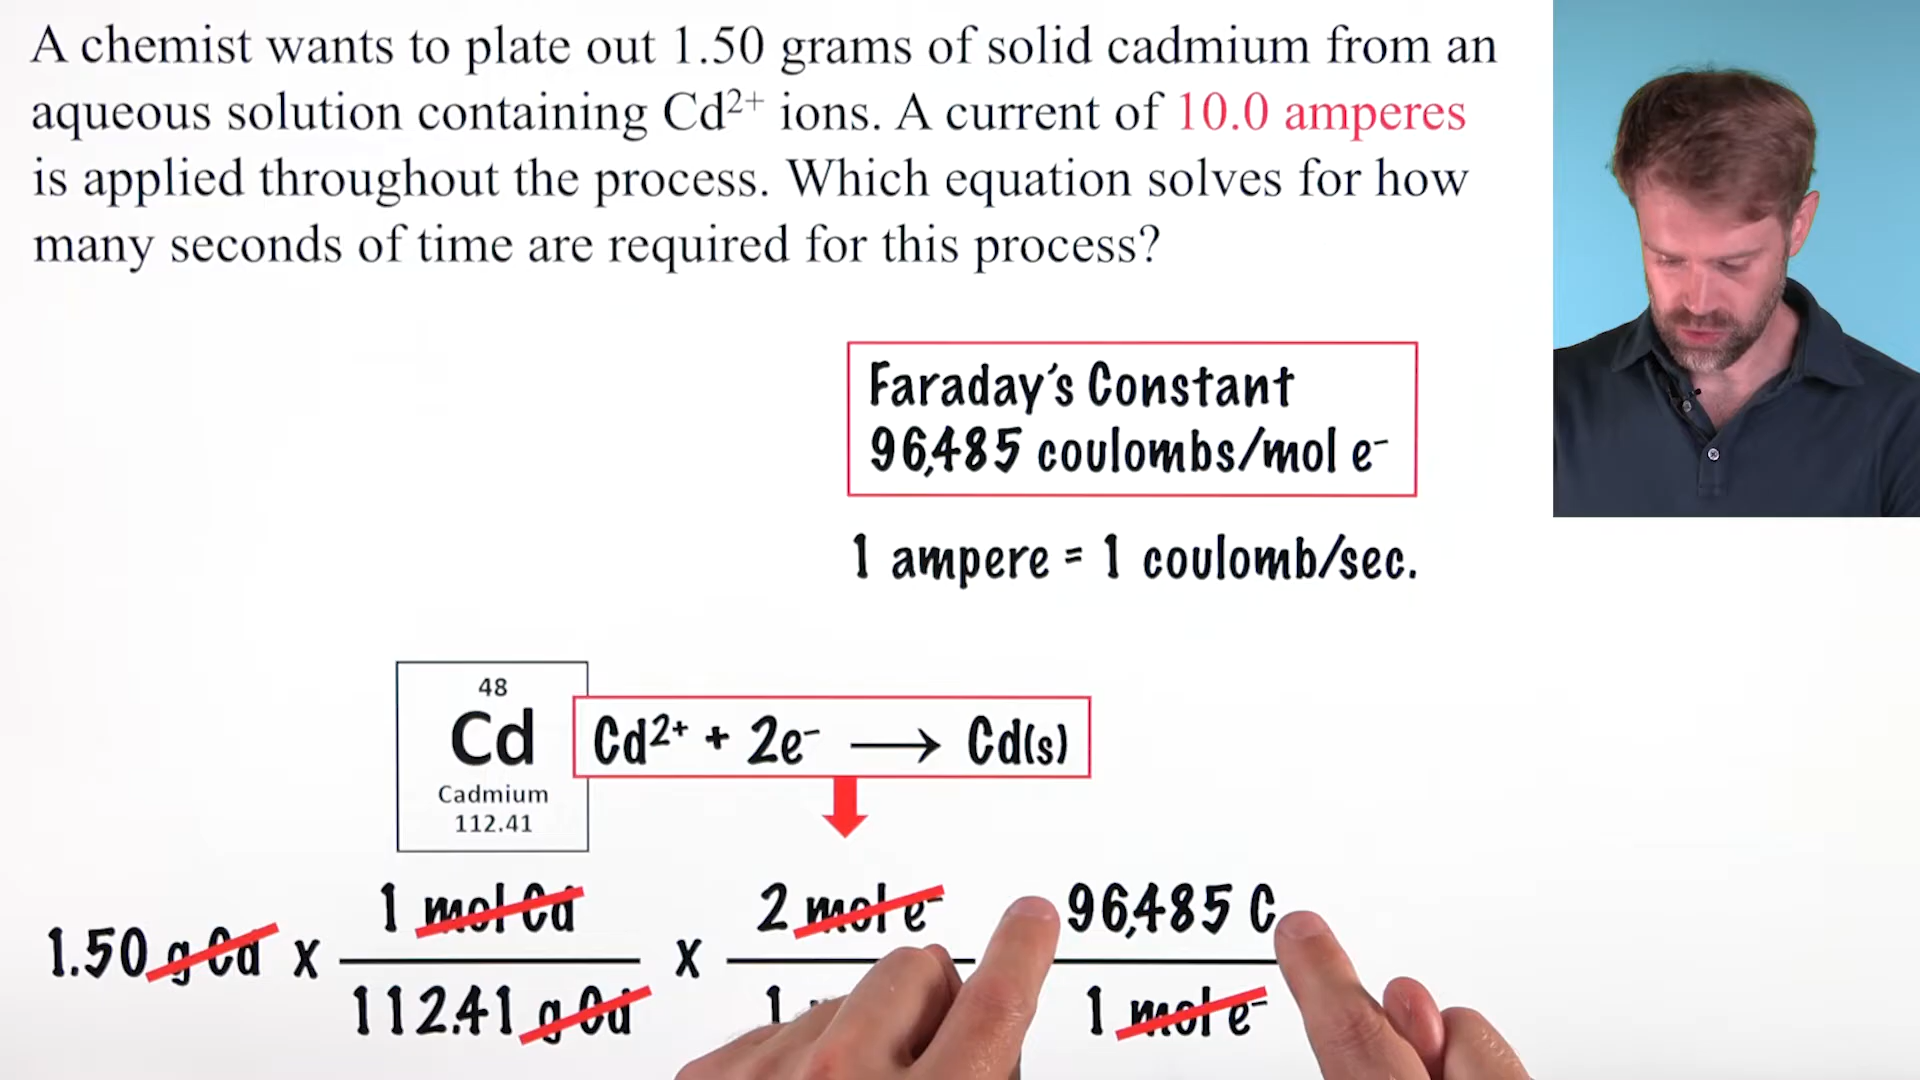 A chemist wants to plate out 1.50 grams of solid cadmium from an
aqueous solution containing Cd²⁺ ions. A current of 10.0 amperes
is applied throughout the process. Which equation solves for how
many seconds of time are required for this process?
Faraday's Constant
96,485 coulombs/mol e⁻
1 ampere = 1 coulomb/sec.
48
Cd
Cadmium
112.41
Cd²⁺ + 2e⁻ ⟶ Cd(s)
1 mol Cd
2 mol e⁻
96,485 C
1.50 g Cd x
x
112.41 g Cd
1
1 mol e⁻